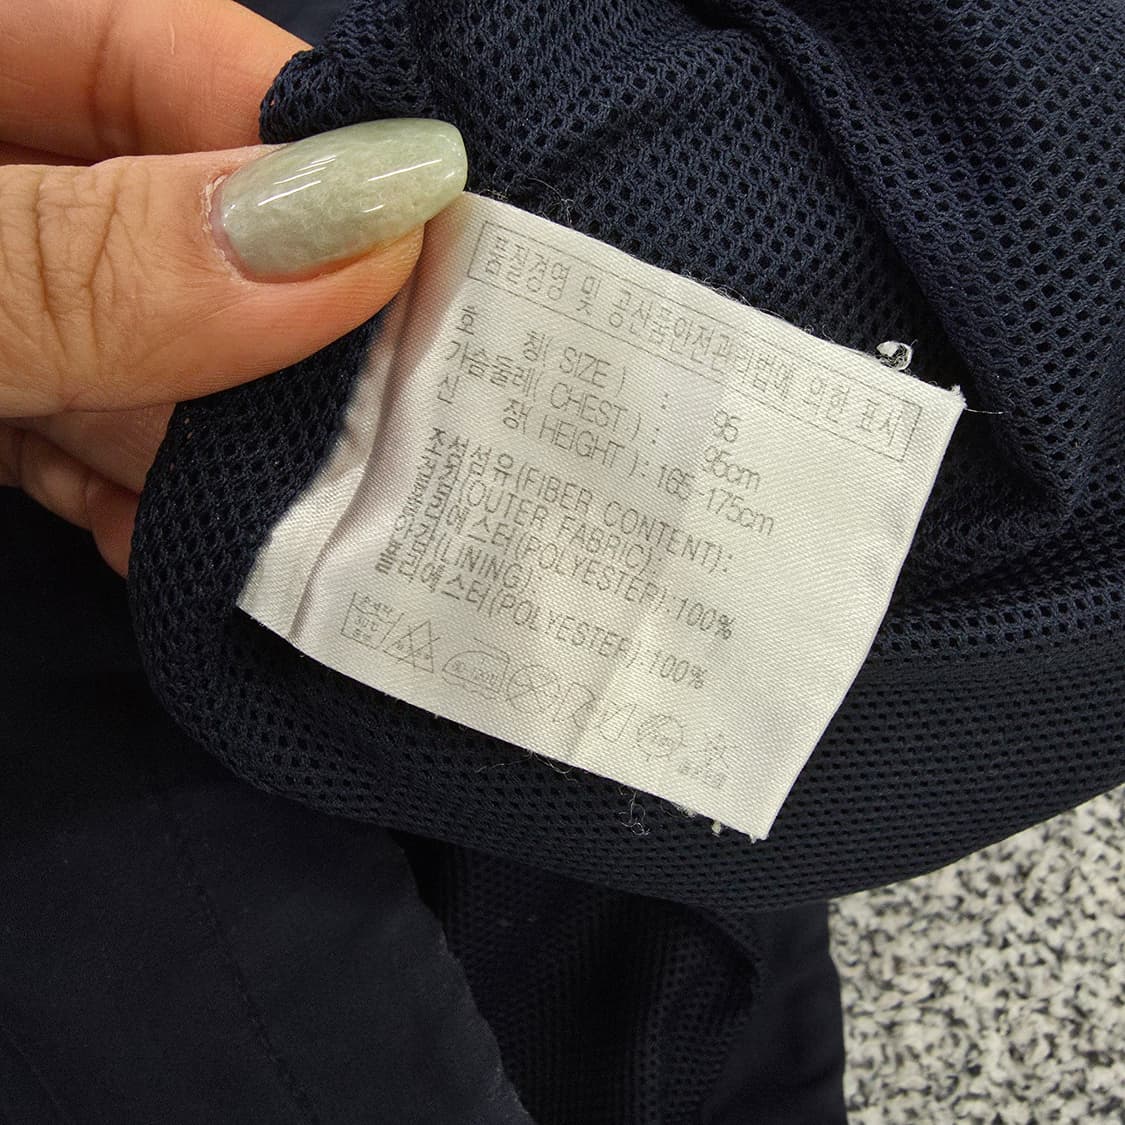 품질경영 및 공산품안전관리법에 의한 표시
호 칭( SIZE ) : 95
가슴둘레( CHEST ) : 95cm
신 장( HEIGHT ) : 165-175cm
조성섬유(FIBER CONTENT):
겉감(OUTER FABRIC)
폴리에스터(POLYESTER):100%
안감(LINING):
폴리에스터(POLYESTER):100%